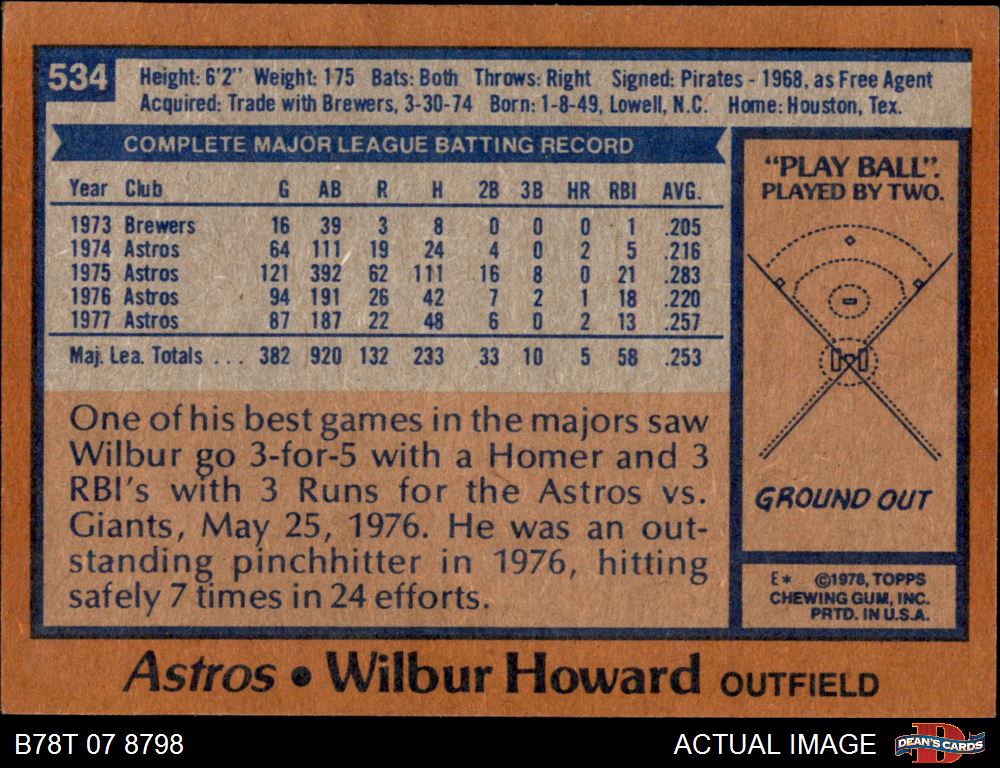 534
Height: 6'2" Weight: 175 Bats: Both Throws: Right Signed: Pirates - 1968, as Free Agent
Acquired: Trade with Brewers, 3-30-74 Born: 1-8-49, Lowell, N.C. Home: Houston, Tex.
COMPLETE MAJOR LEAGUE BATTING RECORD
Year Club G AB R H 2B 3B HR RBI AVG.
1973 Brewers 16 39 3 8 0 0 0 1 .205
1974 Astros 64 111 19 24 4 0 2 5 .216
1975 Astros 121 392 62 111 16 8 0 21 .283
1976 Astros 94 191 26 42 7 2 1 18 .220
1977 Astros 87 187 22 48 6 0 2 13 .257
Maj. Lea. Totals ... 382 920 132 233 33 10 5 58 .253
One of his best games in the majors saw
Wilbur go 3-for-5 with a Homer and 3
RBI's with 3 Runs for the Astros vs.
Giants, May 25, 1976. He was an out-
standing pinchhitter in 1976, hitting
safely 7 times in 24 efforts.
"PLAY BALL".
PLAYED BY TWO.
GROUND OUT
E* ©1978, TOPPS
CHEWING GUM, INC.
PRTD. IN U.S.A.
Astros • Wilbur Howard OUTFIELD
B78T 07 8798
ACTUAL IMAGE
DEAN'S CARDS